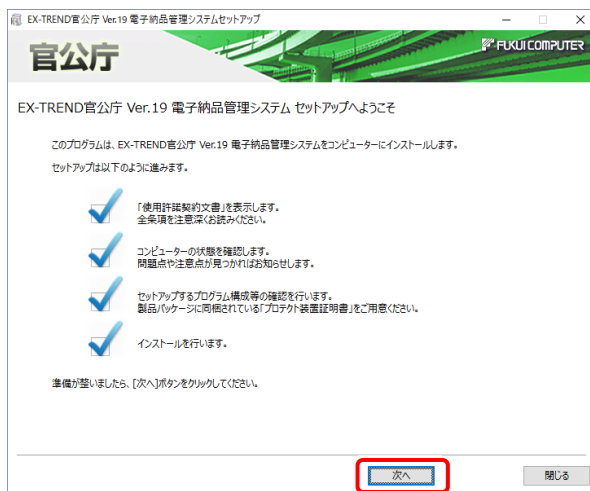 EX-TREND官公庁 Ver.19 電子納品管理システムセットアップ
官公庁
FUKUI COMPUTER
EX-TREND官公庁 Ver.19 電子納品管理システム セットアップへようこそ
このプログラムは、EX-TREND官公庁 Ver.19 電子納品管理システムをコンピューターにインストールします。
セットアップは以下のように進みます。
「使用許諾契約文書」を表示します。
全条項を注意深くお読みください。
コンピューターの状態を確認します。
問題点や注意点が見つかればお知らせします。
セットアップするプログラム構成等の確認を行います。
製品パッケージに同梱されている「プロテクト装置証明書」をご用意ください。
インストールを行います。
準備が整いましたら、[次へ]ボタンをクリックしてください。
次へ
閉じる